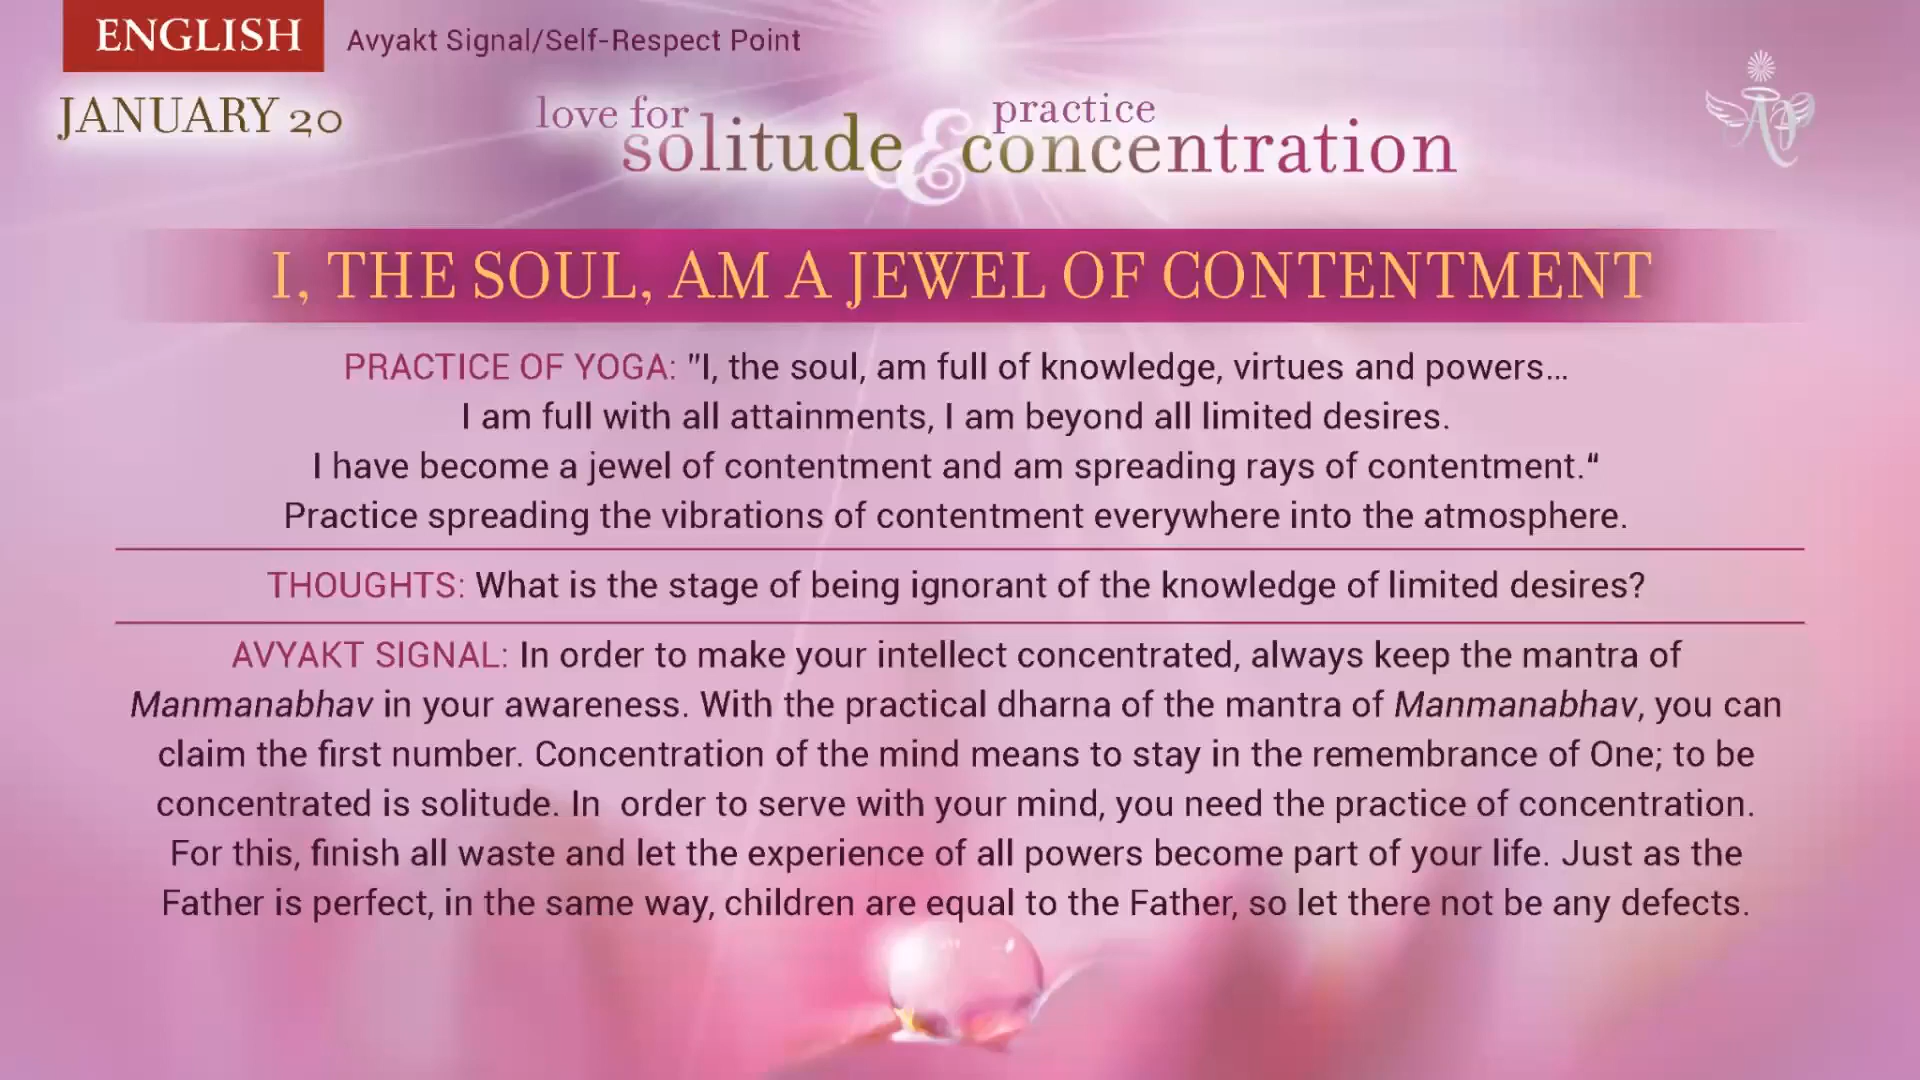 ENGLISH
Avyakt Signal/Self-Respect Point
JANUARY 20
love for
solitude & practice
concentration
I, THE SOUL, AM A JEWEL OF CONTENTMENT
PRACTICE OF YOGA: "I, the soul, am full of knowledge, virtues and powers...
I am full with all attainments, I am beyond all limited desires.
I have become a jewel of contentment and am spreading rays of contentment.“
Practice spreading the vibrations of contentment everywhere into the atmosphere.
THOUGHTS: What is the stage of being ignorant of the knowledge of limited desires?
AVYAKT SIGNAL: In order to make your intellect concentrated, always keep the mantra of
Manmanabhav in your awareness. With the practical dharna of the mantra of Manmanabhav, you can
claim the first number. Concentration of the mind means to stay in the remembrance of One; to be
concentrated is solitude. In  order to serve with your mind, you need the practice of concentration.
For this, finish all waste and let the experience of all powers become part of your life. Just as the
Father is perfect, in the same way, children are equal to the Father, so let there not be any defects.